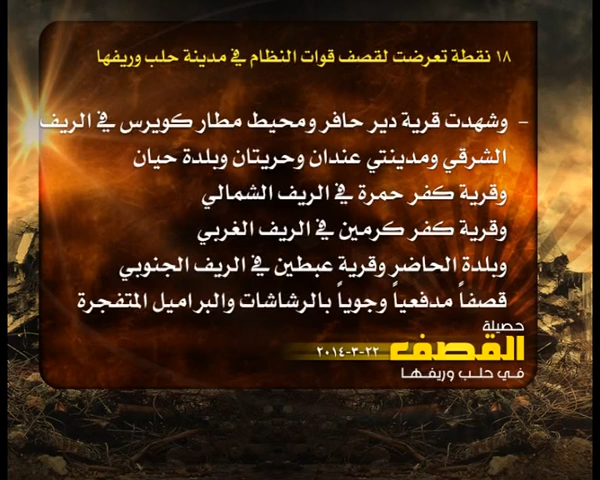 ١٨ نقطة تعرضت لقصف قوات النظام في مدينة حلب وريفها
- وشهدت قرية دير حافر ومحيط مطار كويرس في الريف
الشرقي ومدينتي عندان وحريتان وبلدة حيان
وقرية كفر حمرة في الريف الشمالي
وقرية كفر كرمين في الريف الغربي
وبلدة الحاضر وقرية عبطين في الريف الجنوبي
قصفاً مدفعياً وجوياً بالرشاشات والبراميل المتفجرة
حصيلة
القصف ٢٢-٣-٢٠١٤
في حلب وريفها